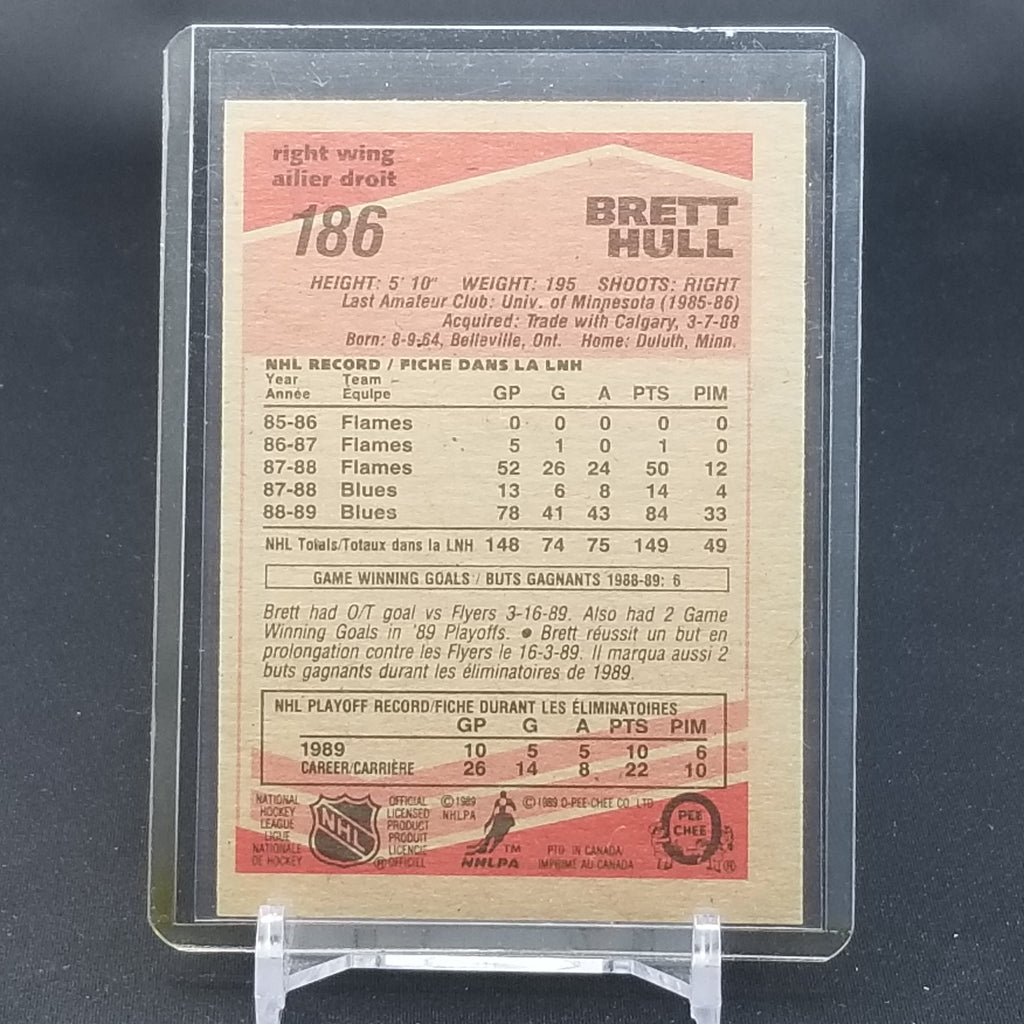 right wing
ailier droit
186
BRETT
HULL
HEIGHT: 5' 10" WEIGHT: 195 SHOOTS: RIGHT
Last Amateur Club: Univ. of Minnesota (1985-86)
Acquired: Trade with Calgary, 3-7-88
Born: 8-9-64, Belleville, Ont. Home: Duluth, Minn.
NHL RECORD / FICHE DANS LA LNH
Year Team
Année Équipe GP G A PTS PIM
85-86 Flames 0 0 0 0 0
86-87 Flames 5 1 0 1 0
87-88 Flames 52 26 24 50 12
87-88 Blues 13 6 8 14 4
88-89 Blues 78 41 43 84 33
NHL Totals/Totaux dans la LNH 148 74 75 149 49
GAME WINNING GOALS / BUTS GAGNANTS 1988-89: 6
Brett had O/T goal vs Flyers 3-16-89. Also had 2 Game
Winning Goals in '89 Playoffs. ● Brett réussit un but en
prolongation contre les Flyers le 16-3-89. Il marqua aussi 2
buts gagnants durant les éliminatoires de 1989.
NHL PLAYOFF RECORD/FICHE DURANT LES ÉLIMINATOIRES
GP G A PTS PIM
1989 10 5 5 10 6
CAREER/CARRIÈRE 26 14 8 22 10
NATIONAL
HOCKEY
LEAGUE
LIGUE
NATIONALE
DE HOCKEY
NHL
OFFICIAL
LICENSED
PRODUCT
PRODUIT
LICENCIÉ
® OFFICIEL
© 1989
NHLPA
TM
NHLPA
© 1989 O-PEE-CHEE CO. LTD.
PTD IN CANADA
IMPRIMÉ AU CANADA
PEE
CHEE
®